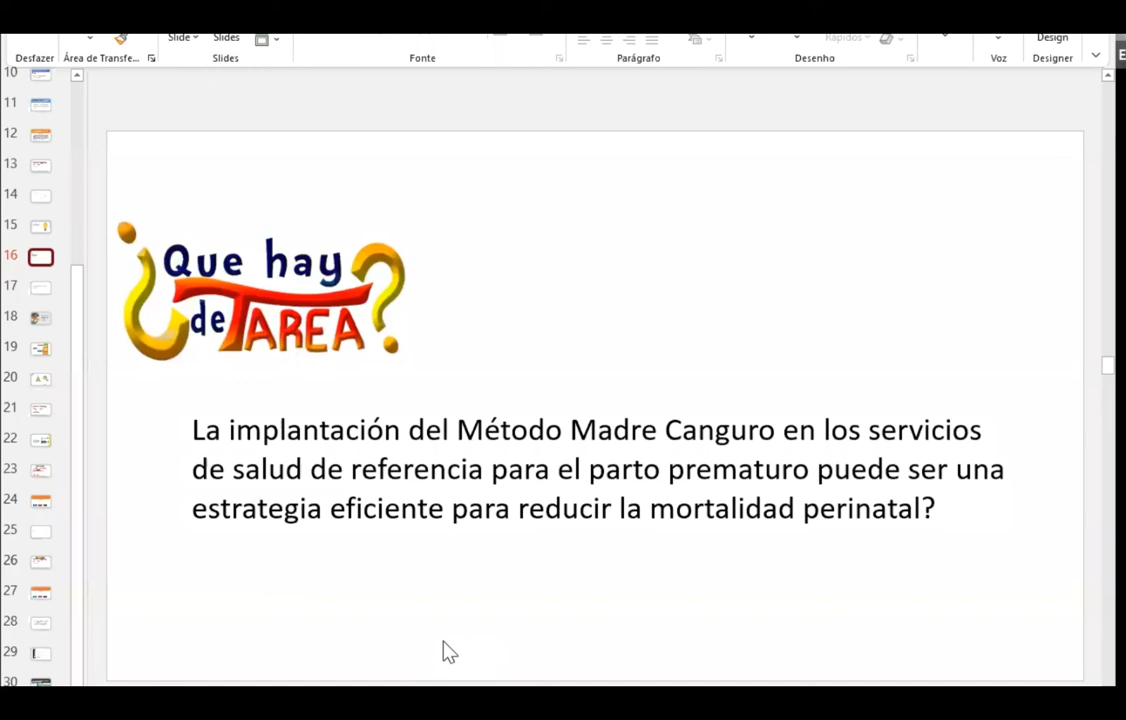 Slide
Slides
Rápidos
Design
Desfazer
Área de Transfe...
Slides
Fonte
Parágrafo
Desenho
Voz
Designer
E
10
11
12
13
14
15
16
17
18
19
20
21
22
23
24
25
26
27
28
29
30
¿Que hay
de TAREA?
La implantación del Método Madre Canguro en los servicios
de salud de referencia para el parto prematuro puede ser una
estrategia eficiente para reducir la mortalidad perinatal?